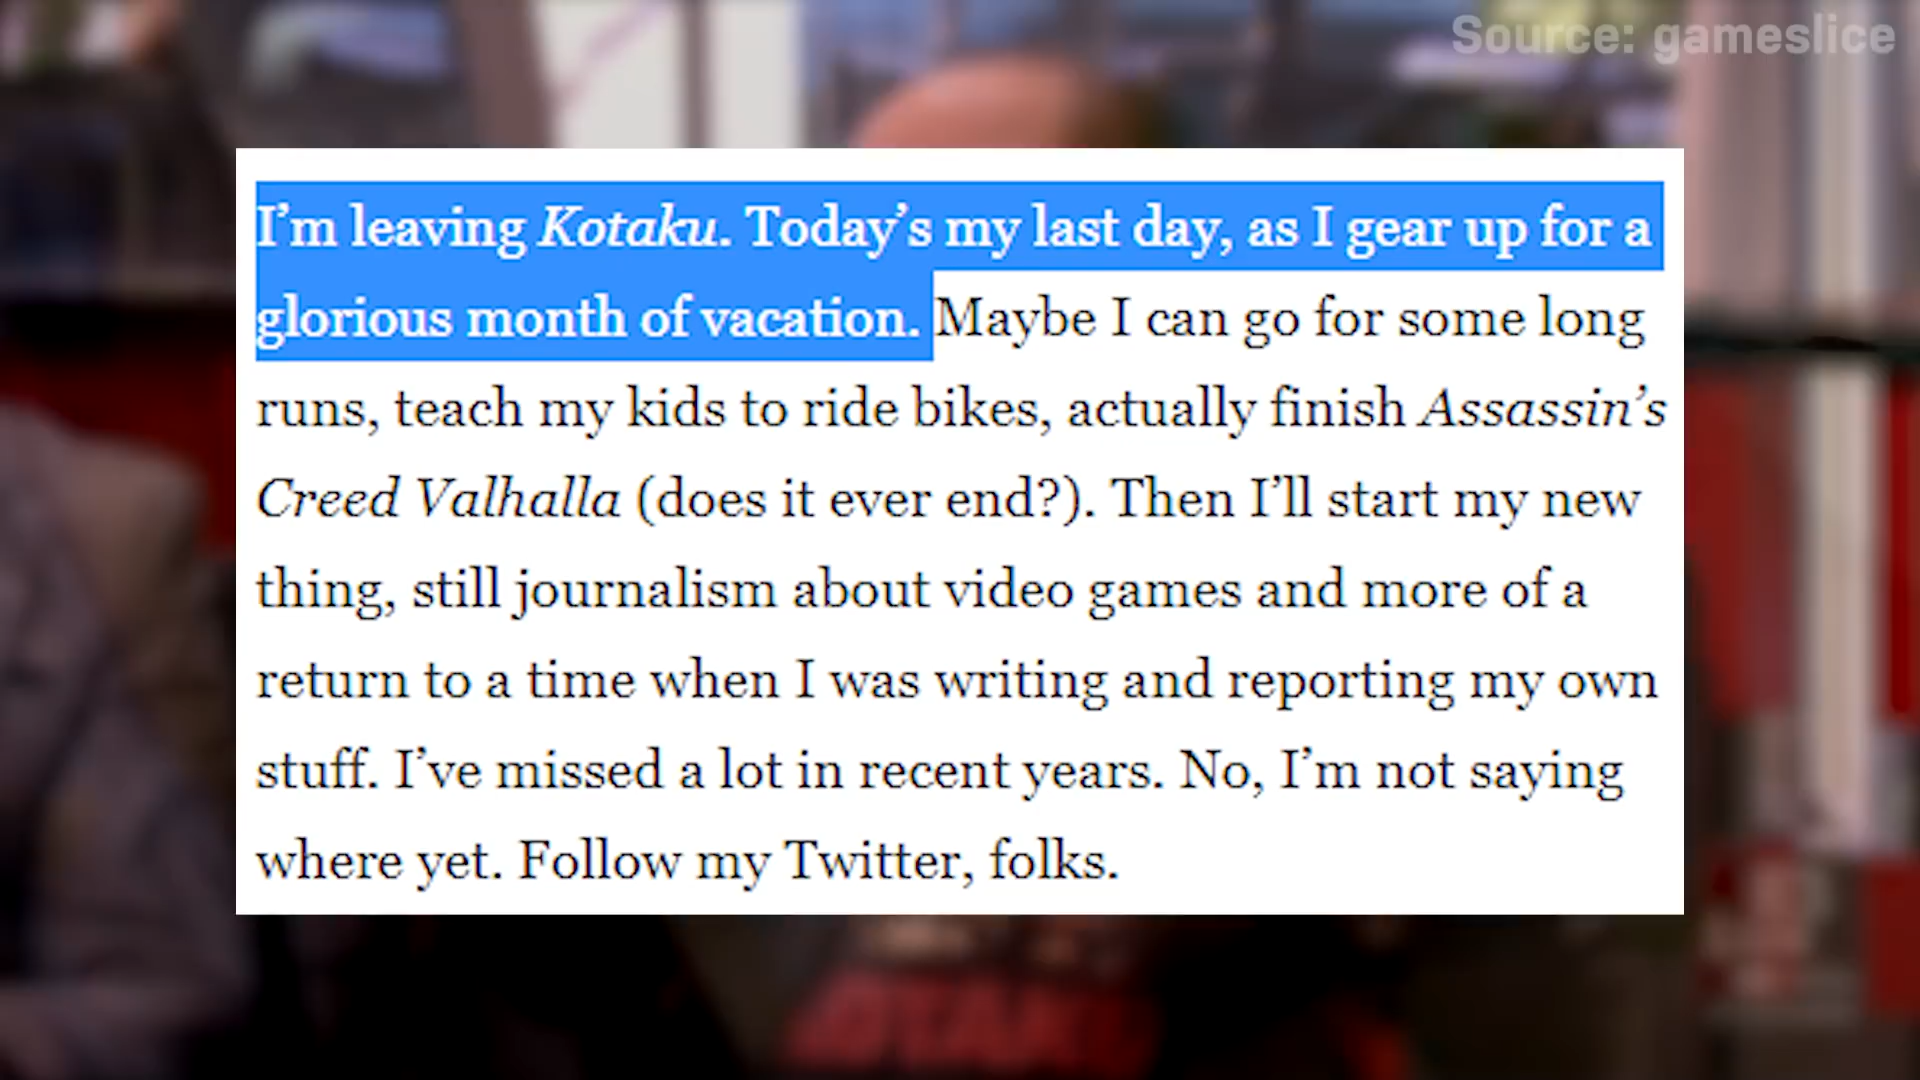 Source: gameslice
I’m leaving Kotaku. Today’s my last day, as I gear up for a
glorious month of vacation. Maybe I can go for some long
runs, teach my kids to ride bikes, actually finish Assassin’s
Creed Valhalla (does it ever end?). Then I’ll start my new
thing, still journalism about video games and more of a
return to a time when I was writing and reporting my own
stuff. I’ve missed a lot in recent years. No, I’m not saying
where yet. Follow my Twitter, folks.